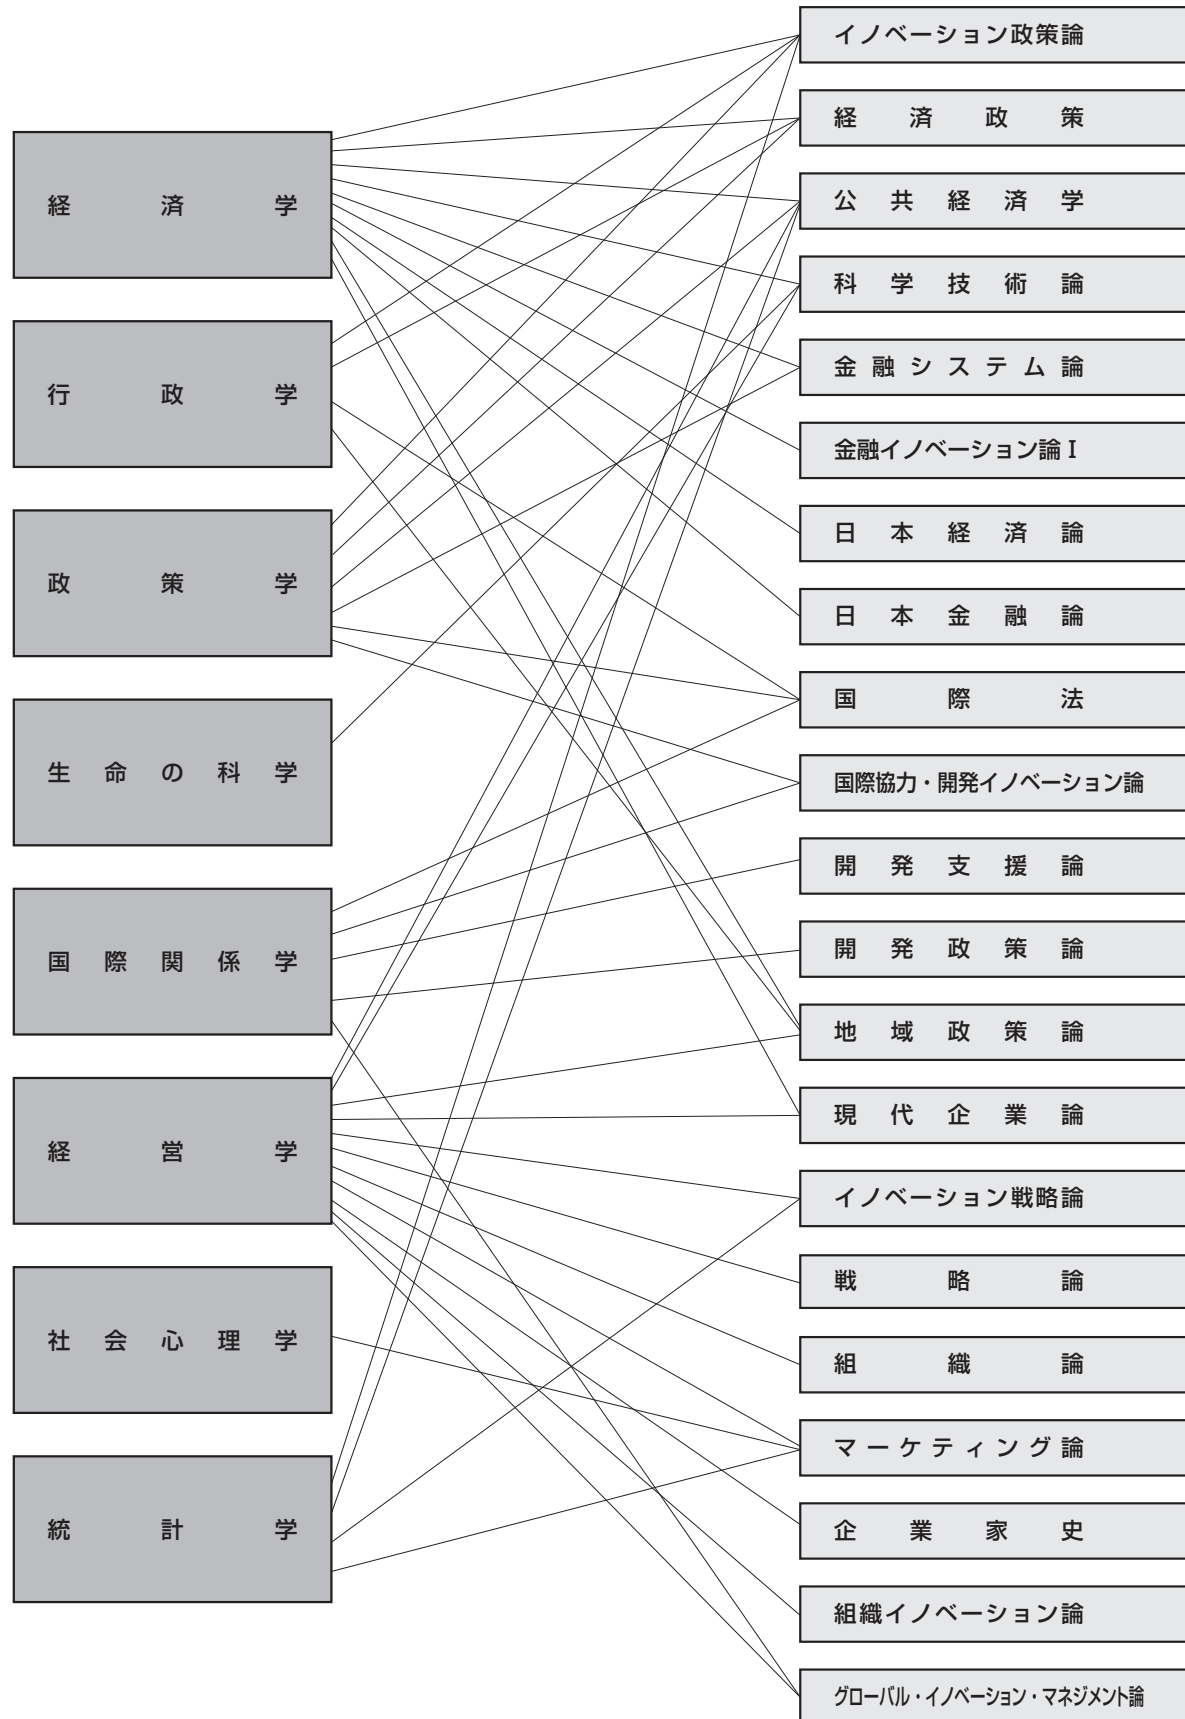 経済学
行政学
政策学
生命の科学
国際関係学
経営学
社会心理学
統計学
イノベーション政策論
経済政策
公共経済学
科学技術論
金融システム論
金融イノベーション論Ⅰ
日本経済論
日本金融論
国際法
国際協力・開発イノベーション論
開発支援論
開発政策論
地域政策論
現代企業論
イノベーション戦略論
戦略論
組織論
マーケティング論
企業家史
組織イノベーション論
グローバル・イノベーション・マネジメント論